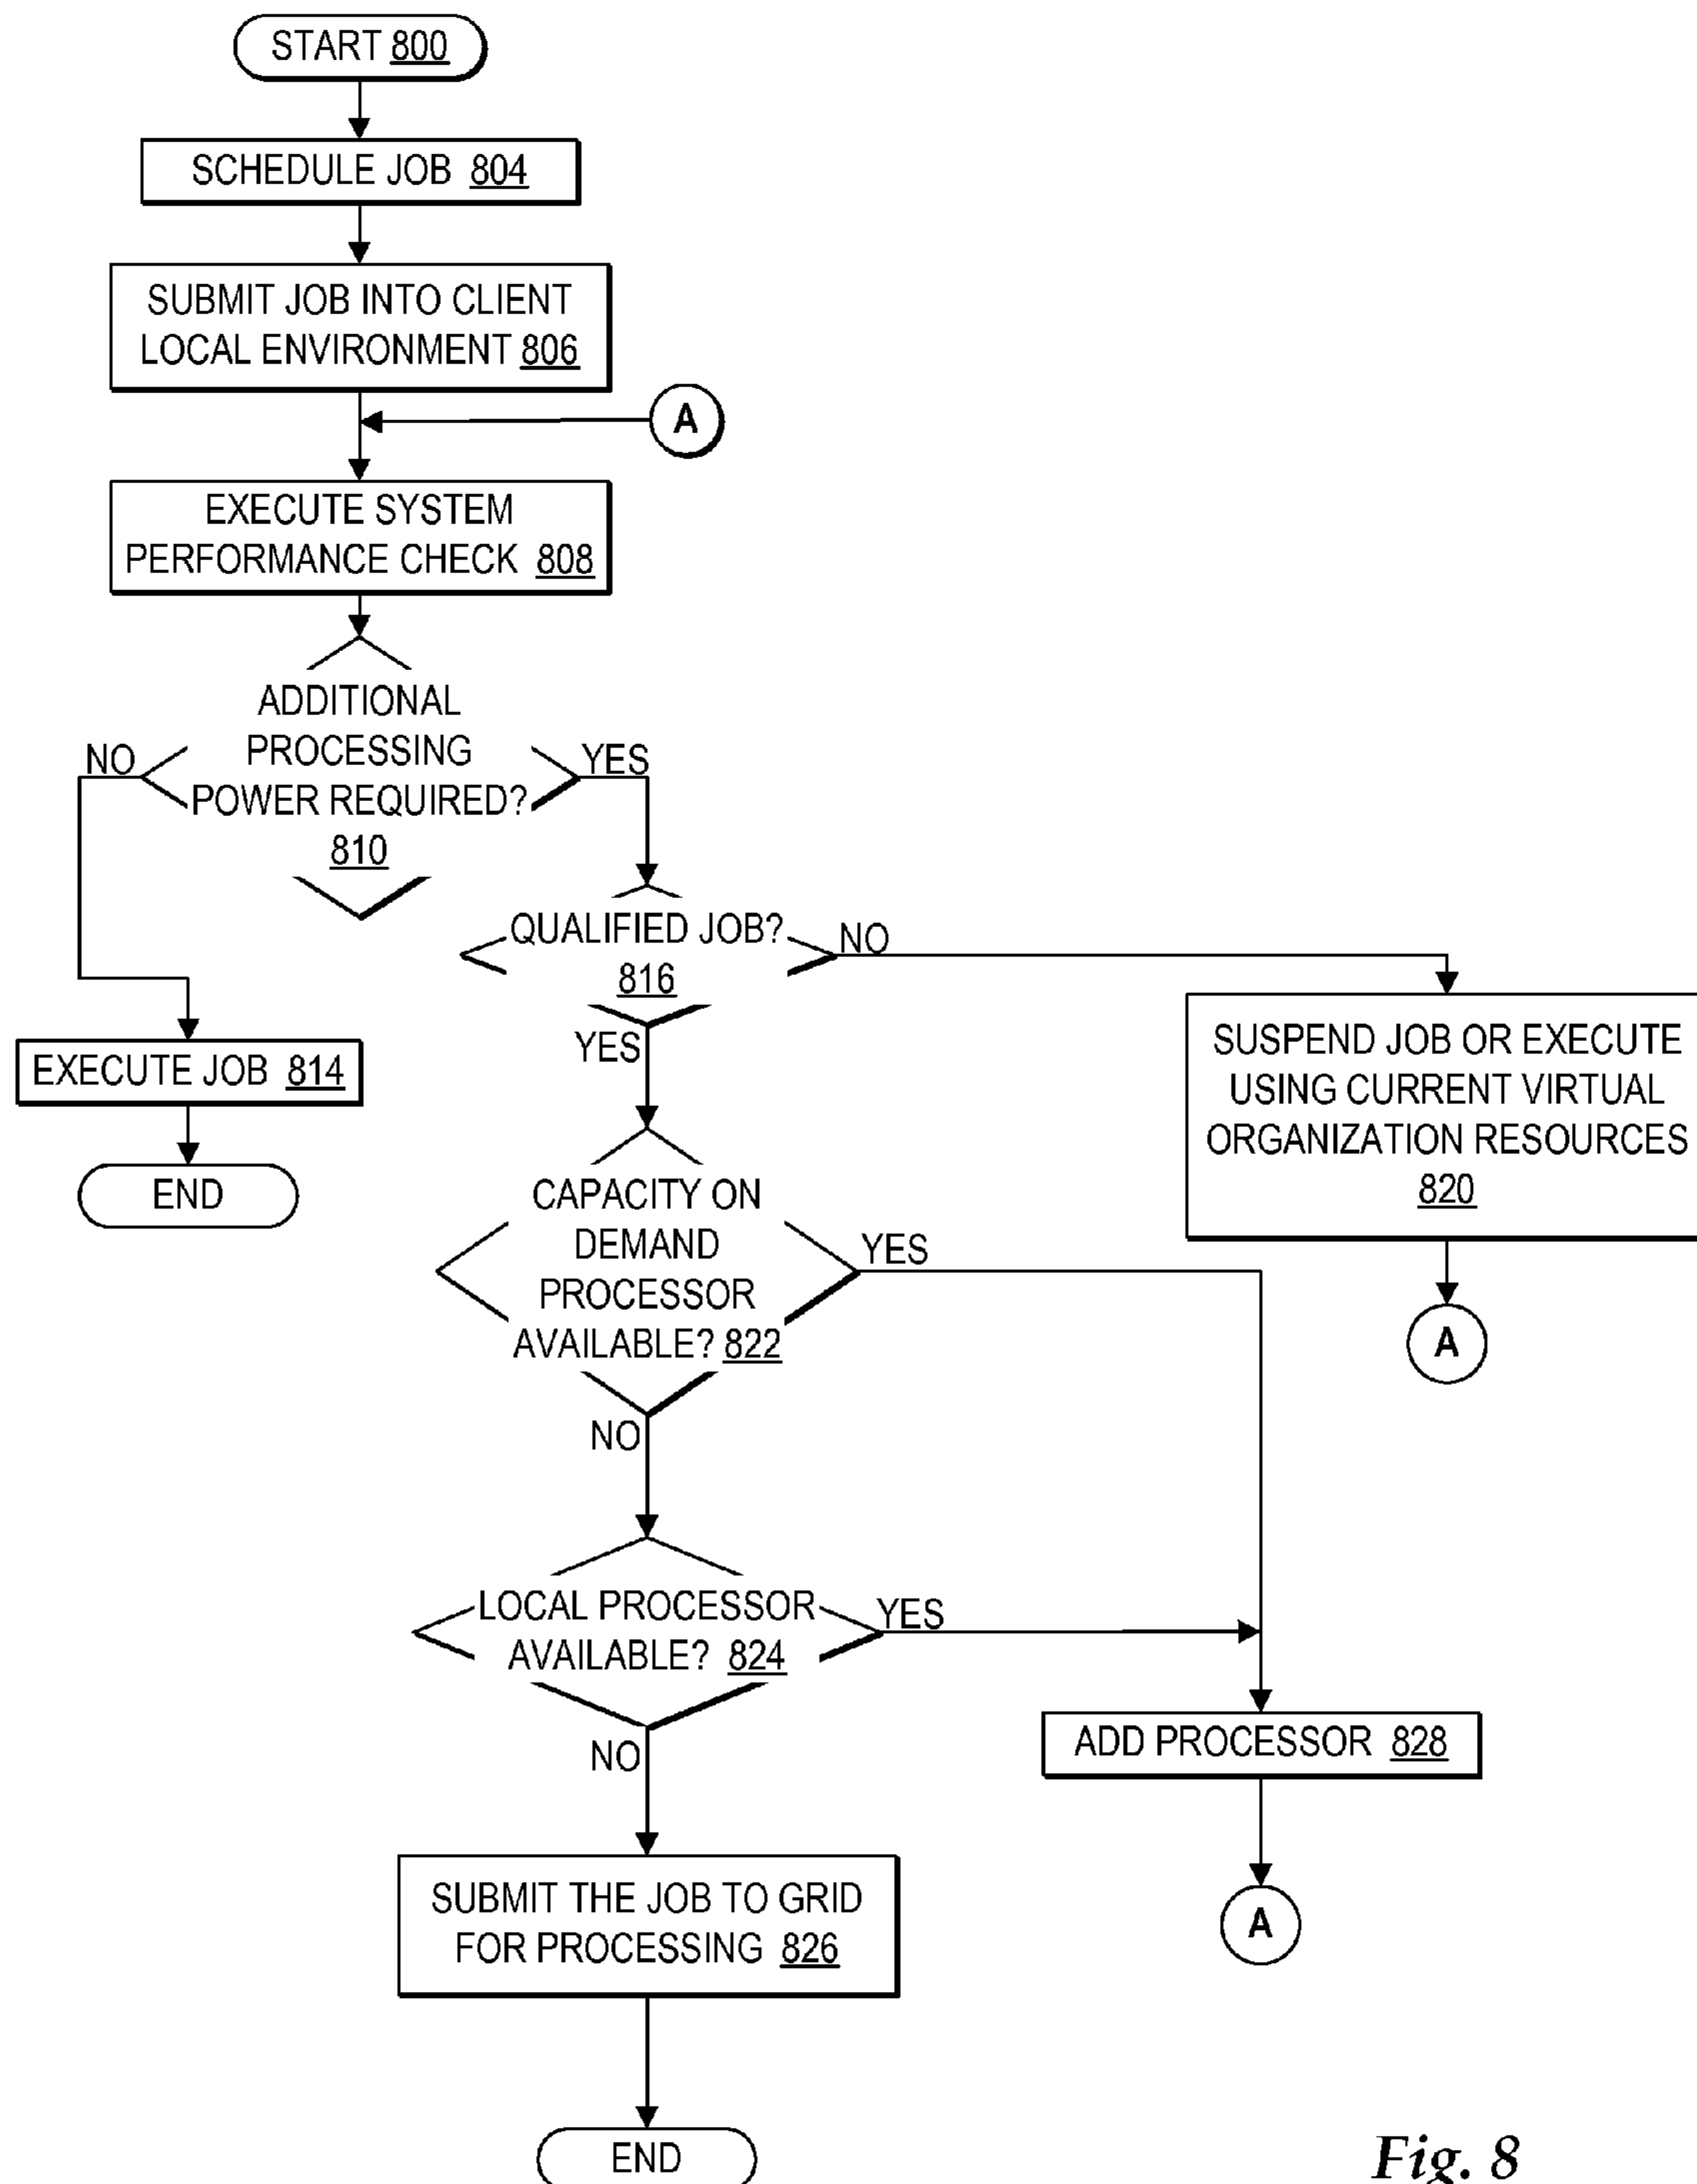 START 800
SCHEDULE JOB 804
SUBMIT JOB INTO CLIENT
LOCAL ENVIRONMENT 806
A
EXECUTE SYSTEM
PERFORMANCE CHECK 808
ADDITIONAL
PROCESSING
POWER REQUIRED?
810
NO
YES
QUALIFIED JOB?
816
NO
YES
EXECUTE JOB 814
END
SUSPEND JOB OR EXECUTE
USING CURRENT VIRTUAL
ORGANIZATION RESOURCES
820
A
CAPACITY ON
DEMAND
PROCESSOR
AVAILABLE? 822
YES
NO
LOCAL PROCESSOR
AVAILABLE? 824
YES
NO
ADD PROCESSOR 828
A
SUBMIT THE JOB TO GRID
FOR PROCESSING 826
END
Fig. 8